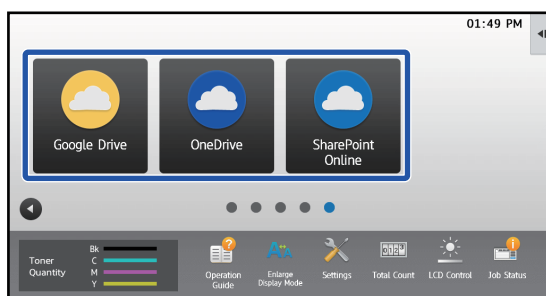 01:49 PM
Google Drive
OneDrive
SharePoint
Online
Toner
Quantity
Bk
C
M
Y
Operation
Guide
Enlarge
Display Mode
Settings
Total Count
LCD Control
Job Status